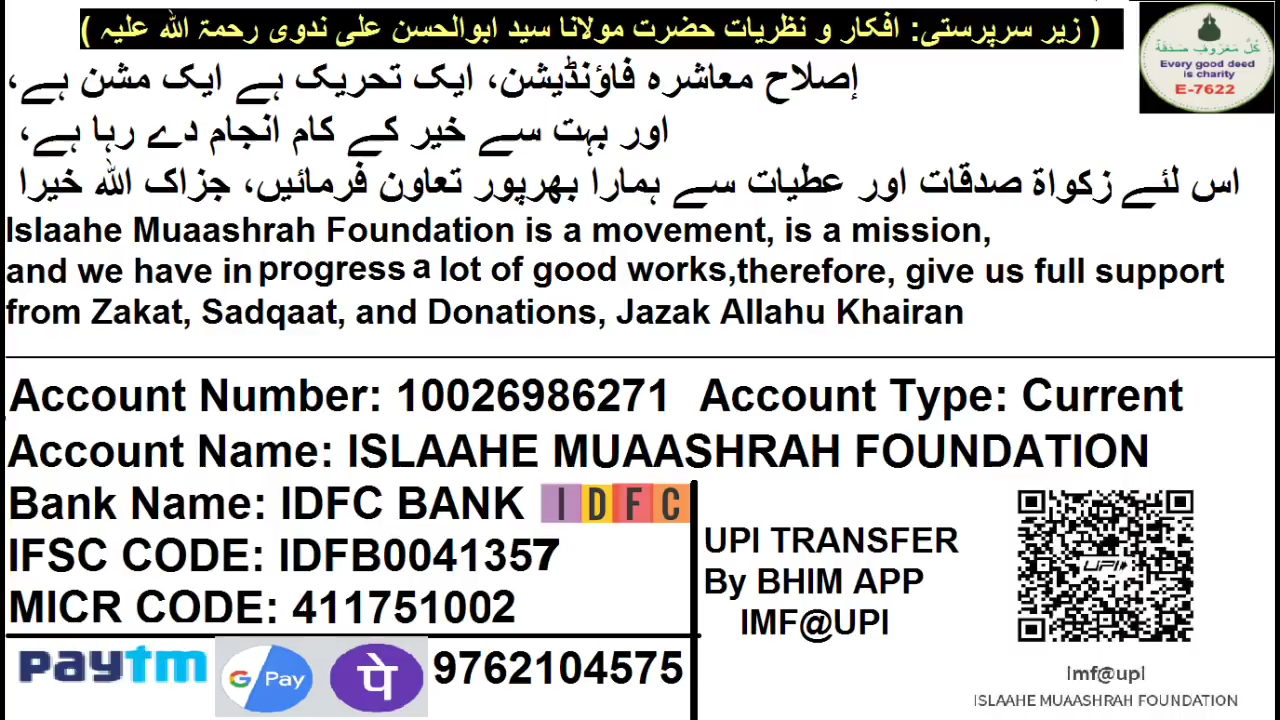 ( زیر سرپرستی: افکار و نظریات حضرت مولانا سید ابوالحسن علی ندوی رحمۃ اللہ علیہ )
كُلُّ مَعْرُوفٍ صَدَقَة
Every good deed
is charity
E-7622
إصلاح معاشرہ فاؤنڈیشن، ایک تحریک ہے ایک مشن ہے،
اور بہت سے خیر کے کام انجام دے رہا ہے،
اس لئے زکواۃ صدقات اور عطیات سے ہمارا بھرپور تعاون فرمائیں، جزاک اللہ خیرا
Islaahe Muaashrah Foundation is a movement, is a mission,
and we have in progress a lot of good works,therefore, give us full support
from Zakat, Sadqaat, and Donations, Jazak Allahu Khairan
Account Number: 10026986271 Account Type: Current
Account Name: ISLAAHE MUAASHRAH FOUNDATION
Bank Name: IDFC BANK IDFC
IFSC CODE: IDFB0041357
MICR CODE: 411751002
UPI TRANSFER
By BHIM APP
IMF@UPI
UPI
imf@upi
ISLAAHE MUAASHRAH FOUNDATION
paytm G Pay पे 9762104575